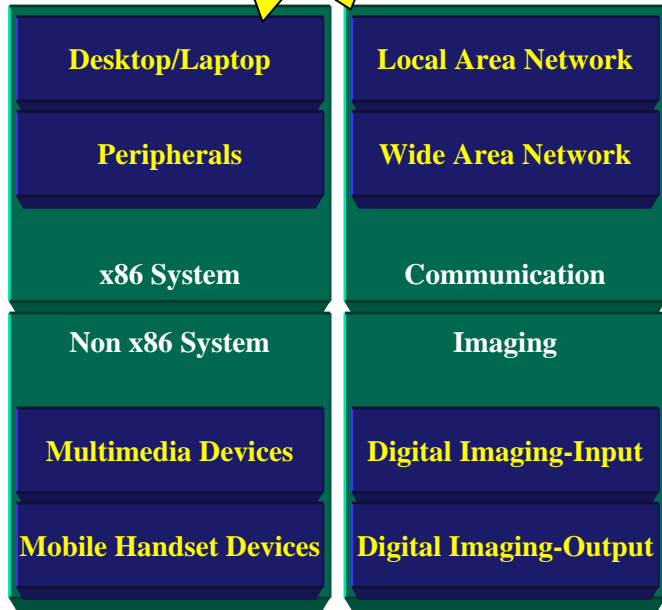 Desktop/Laptop
Peripherals
x86 System
Local Area Network
Wide Area Network
Communication
Non x86 System
Multimedia Devices
Mobile Handset Devices
Imaging
Digital Imaging-Input
Digital Imaging-Output